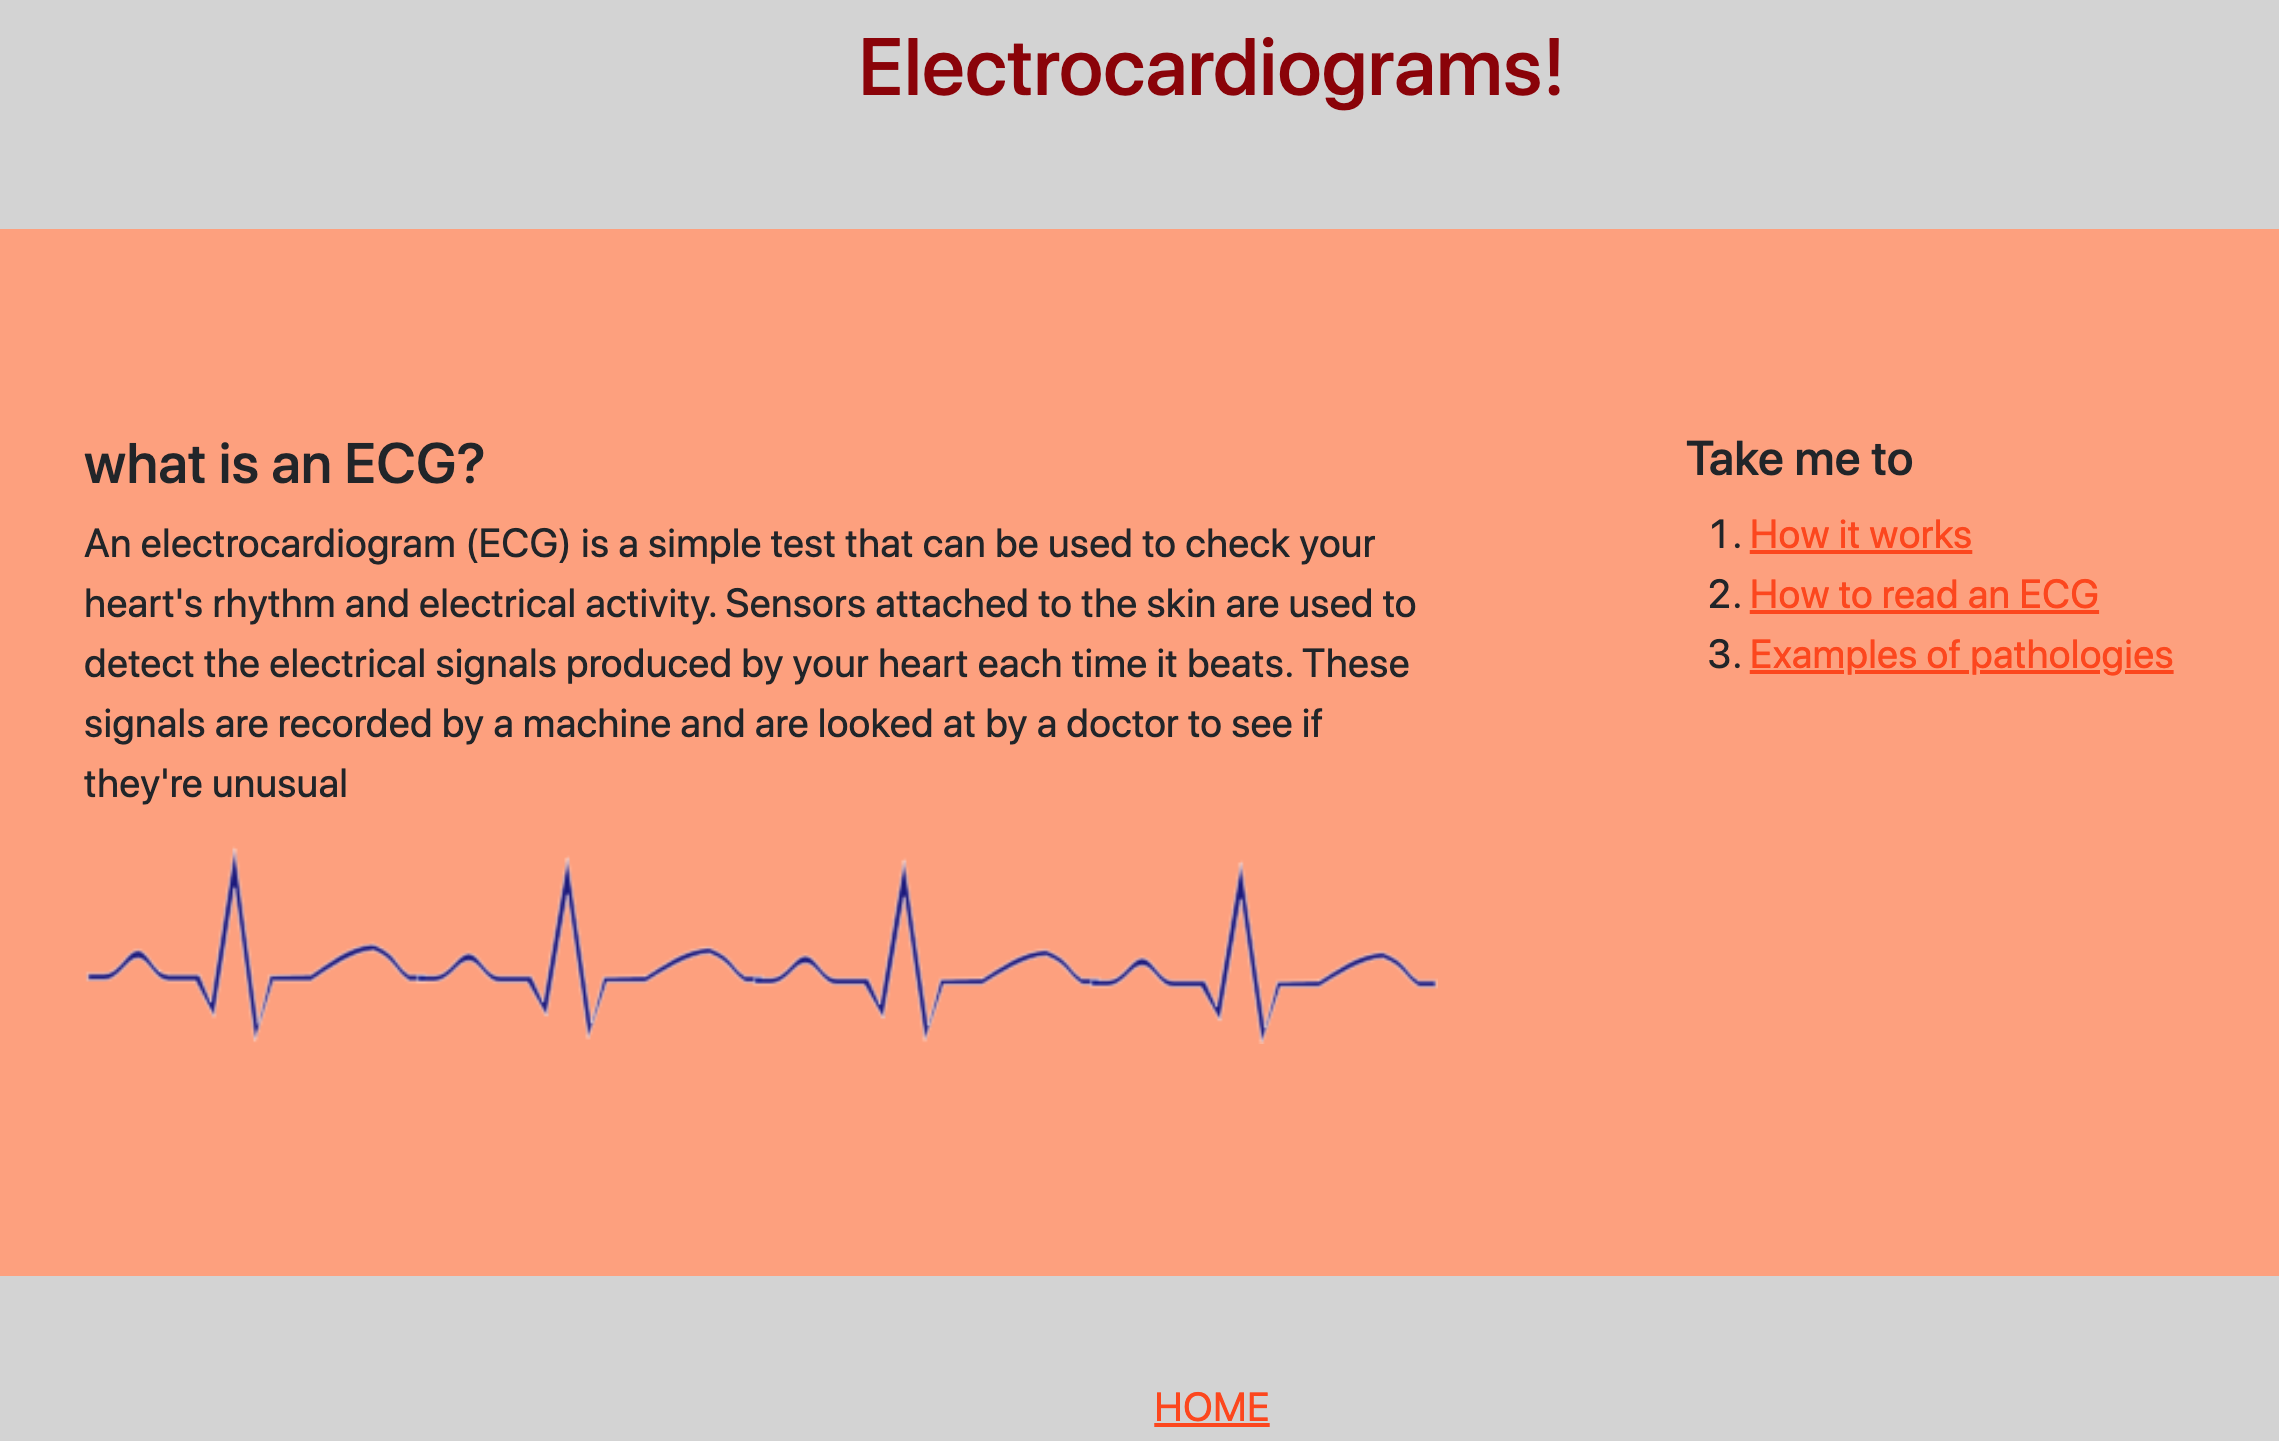 Electrocardiograms!
what is an ECG?
An electrocardiogram (ECG) is a simple test that can be used to check your
heart's rhythm and electrical activity. Sensors attached to the skin are used to
detect the electrical signals produced by your heart each time it beats. These
signals are recorded by a machine and are looked at by a doctor to see if
they're unusual
Take me to
1. How it works
2. How to read an ECG
3. Examples of pathologies
HOME